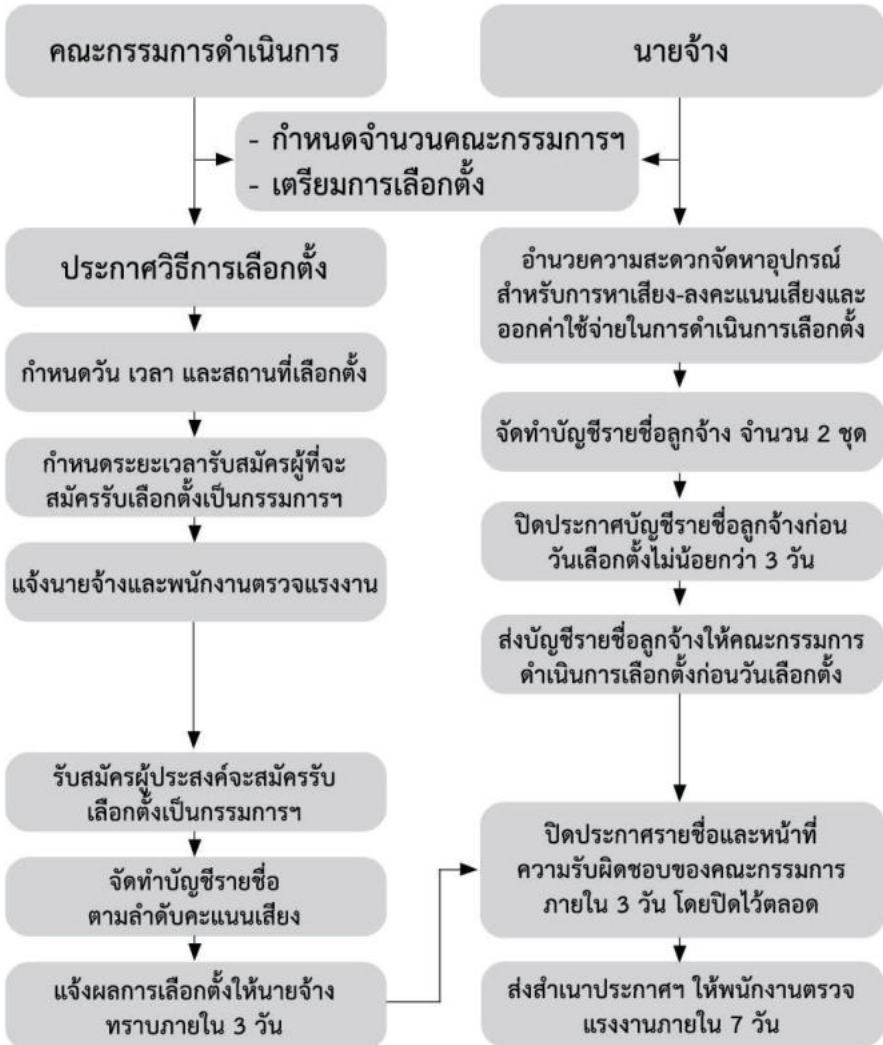 คณะกรรมการดำเนินการ
นายจ้าง
- กำหนดจำนวนคณะกรรมการฯ
- เตรียมการเลือกตั้ง
ประกาศวิธีการเลือกตั้ง
กำหนดวัน เวลา และสถานที่เลือกตั้ง
กำหนดระยะเวลารับสมัครผู้ที่จะ
สมัครรับเลือกตั้งเป็นกรรมการฯ
แจ้งนายจ้างและพนักงานตรวจแรงงาน
รับสมัครผู้ประสงค์จะสมัครรับ
เลือกตั้งเป็นกรรมการฯ
จัดทำบัญชีรายชื่อ
ตามลำดับคะแนนเสียง
แจ้งผลการเลือกตั้งให้นายจ้าง
ทราบภายใน 3 วัน
อำนวยความสะดวกจัดหาอุปกรณ์
สำหรับการหาเสียง-ลงคะแนนเสียงและ
ออกค่าใช้จ่ายในการดำเนินการเลือกตั้ง
จัดทำบัญชีรายชื่อลูกจ้าง จำนวน 2 ชุด
ปิดประกาศบัญชีรายชื่อลูกจ้างก่อน
วันเลือกตั้งไม่น้อยกว่า 3 วัน
ส่งบัญชีรายชื่อลูกจ้างให้คณะกรรมการ
ดำเนินการเลือกตั้งก่อนวันเลือกตั้ง
ปิดประกาศรายชื่อและหน้าที่
ความรับผิดชอบของคณะกรรมการ
ภายใน 3 วัน โดยปิดไว้ตลอด
ส่งสำเนาประกาศฯ ให้พนักงานตรวจ
แรงงานภายใน 7 วัน